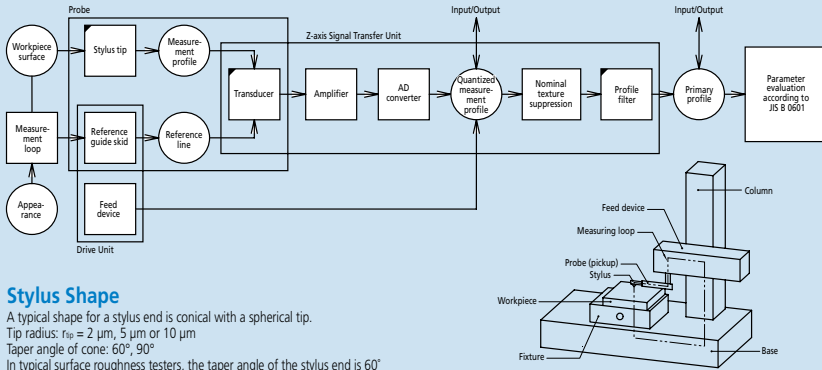 Probe
Input/Output
Input/Output
Z-axis Signal Transfer Unit
Workpiece
surface
Stylus tip
Measure-
ment
profile
Transducer
Amplifier
AD
converter
Quantized
measure-
ment
profile
Nominal
texture
suppression
Profile
filter
Primary
profile
Parameter
evaluation
according to
JIS B 0601
Measure-
ment
loop
Reference
guide skid
Reference
line
Appea-
rance
Feed
device
Drive Unit
Column
Feed device
Measuring loop
Probe (pickup)
Stylus
Workpiece
Fixture
Base
Stylus Shape
A typical shape for a stylus end is conical with a spherical tip.
Tip radius: rtip = 2 µm, 5 µm or 10 µm
Taper angle of cone: 60°, 90°
In typical surface roughness testers, the taper angle of the stylus end is 60°